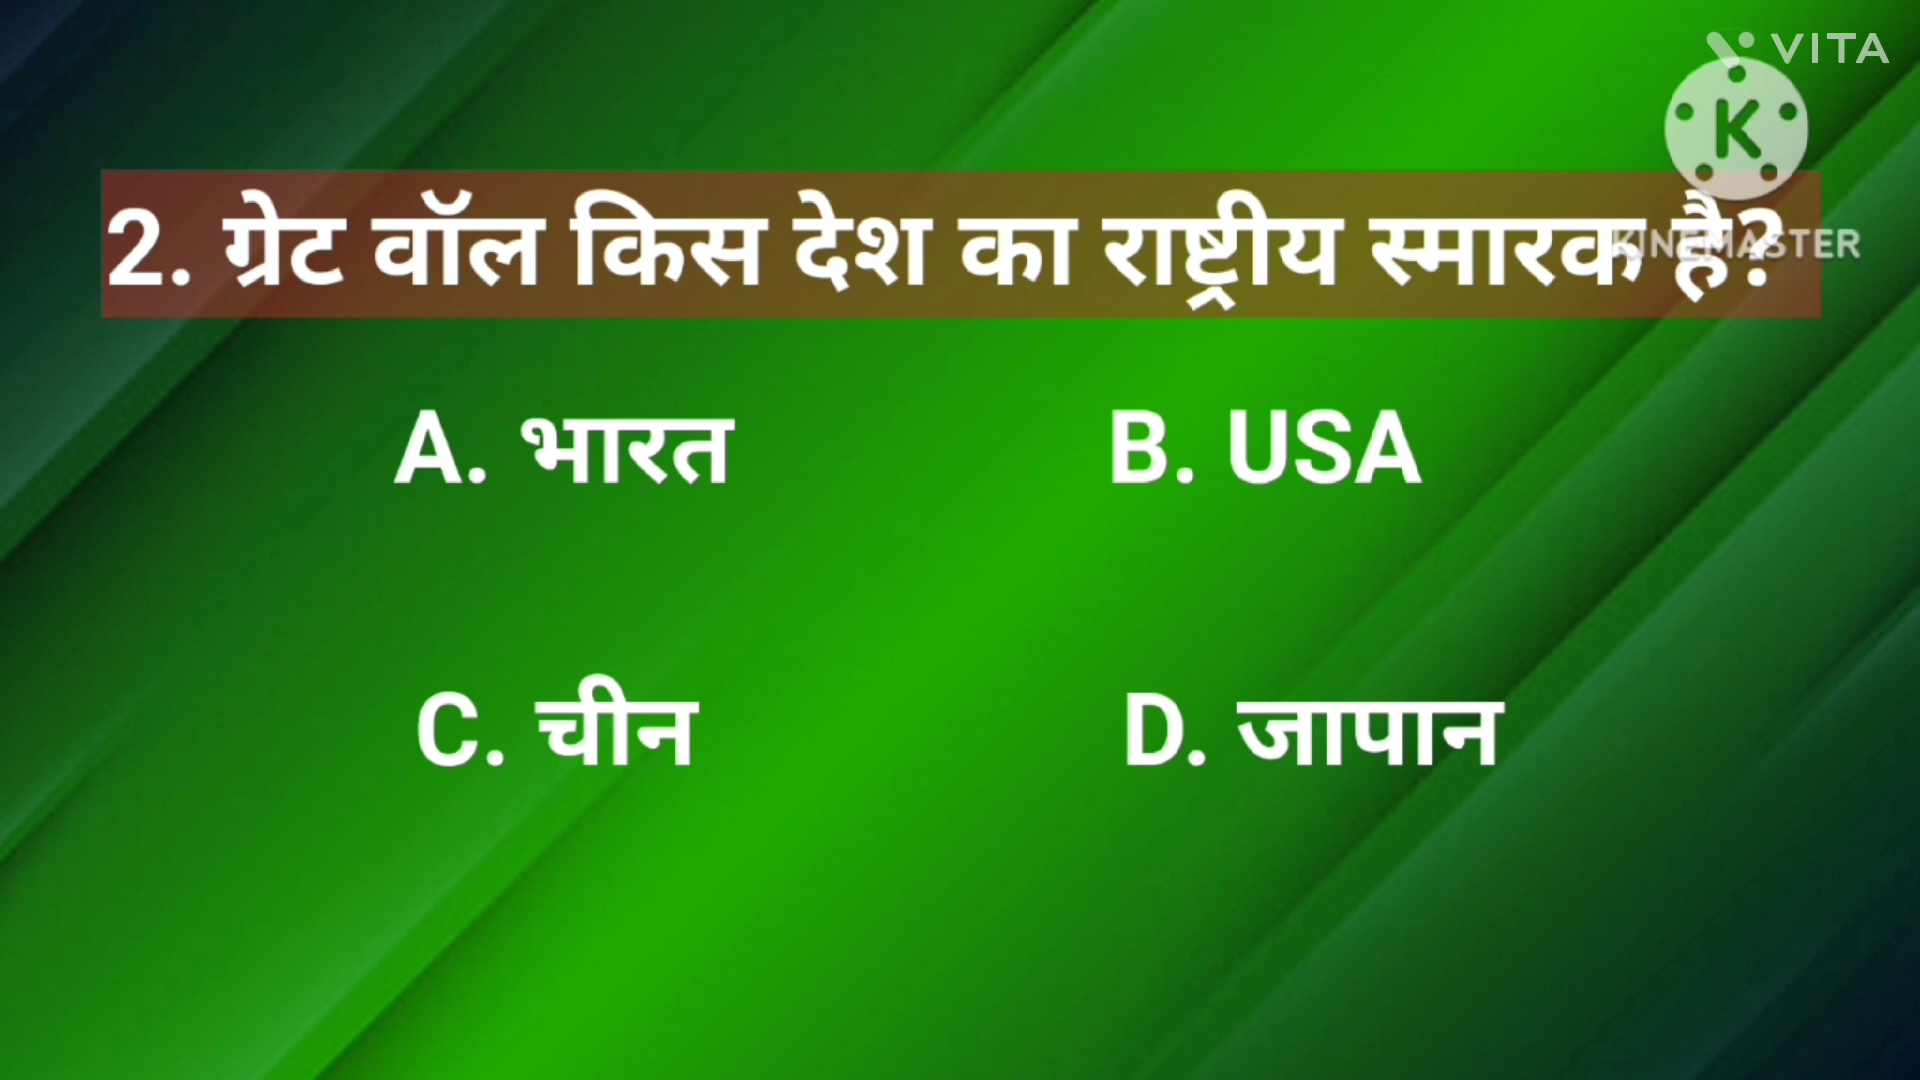 VITA
K
KINEMASTER
2. ग्रेट वॉल किस देश का राष्ट्रीय स्मारक है?
A. भारत
B. USA
C. चीन
D. जापान